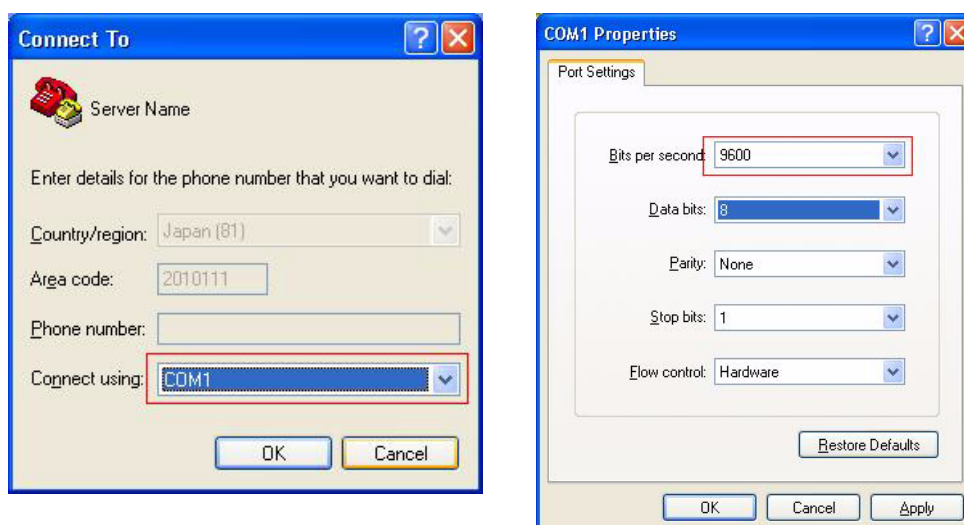 Connect To
Server Name
Enter details for the phone number that you want to dial:
Country/region: Japan (81)
Area code: 2010111
Phone number:
Connect using: COM1
OK Cancel
COM1 Properties
Port Settings
Bits per second: 9600
Data bits: 8
Parity: None
Stop bits: 1
Flow control: Hardware
Restore Defaults
OK Cancel Apply